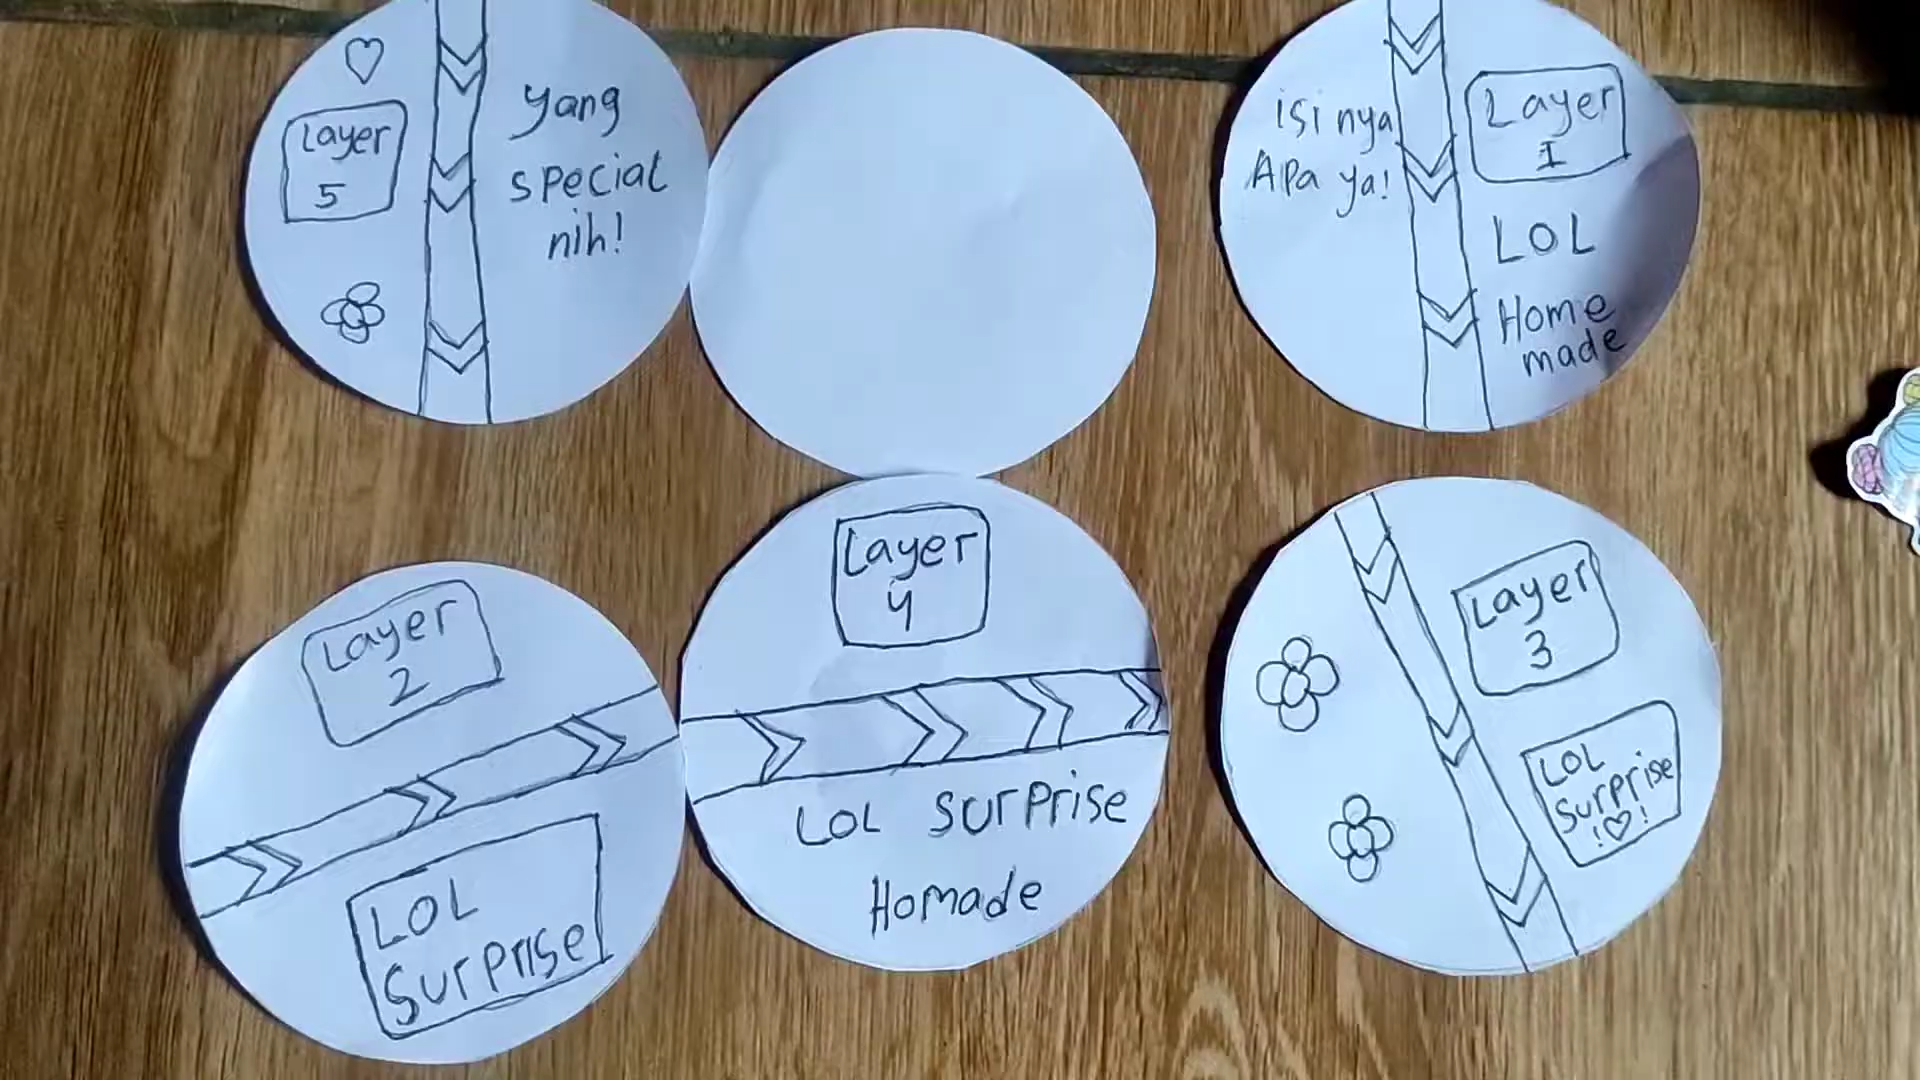 Layer
5
yang
special
nih!
isi nya
Apa ya!
Layer
1
LOL
Home
made
Layer
2
LOL
Surprise
Layer
4
LOL Surprise
Homade
Layer
3
LOL
Surprise
!♡!